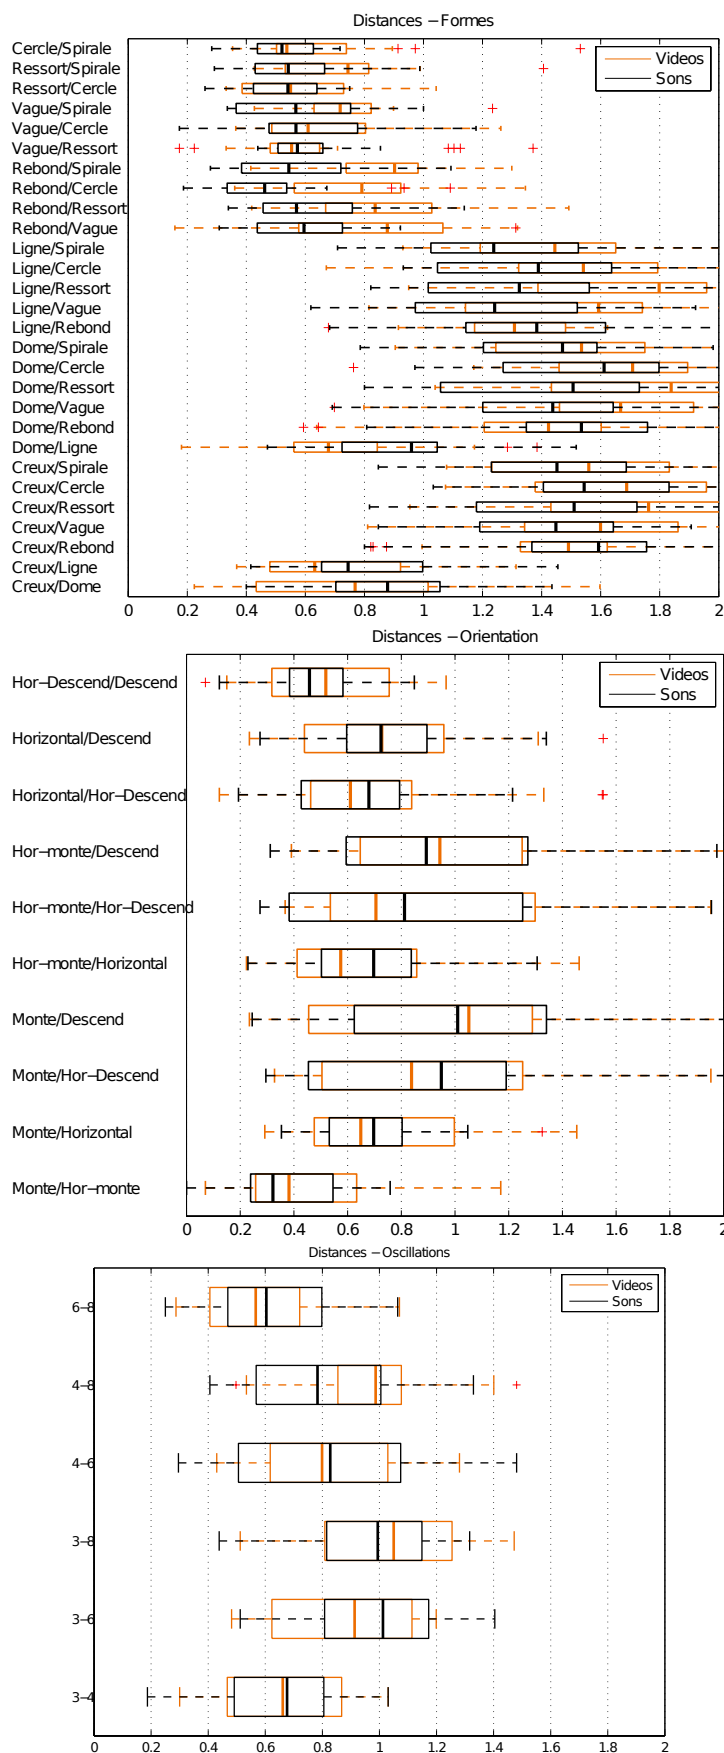 Distances − Formes
Cercle/Spirale
Ressort/Spirale
Ressort/Cercle
Vague/Spirale
Vague/Cercle
Vague/Ressort
Rebond/Spirale
Rebond/Cercle
Rebond/Ressort
Rebond/Vague
Ligne/Spirale
Ligne/Cercle
Ligne/Ressort
Ligne/Vague
Ligne/Rebond
Dome/Spirale
Dome/Cercle
Dome/Ressort
Dome/Vague
Dome/Rebond
Dome/Ligne
Creux/Spirale
Creux/Cercle
Creux/Ressort
Creux/Vague
Creux/Rebond
Creux/Ligne
Creux/Dome
Videos
Sons
0 0.2 0.4 0.6 0.8 1 1.2 1.4 1.6 1.8 2
Distances − Orientation
Hor−Descend/Descend
Horizontal/Descend
Horizontal/Hor−Descend
Hor−monte/Descend
Hor−monte/Hor−Descend
Hor−monte/Horizontal
Monte/Descend
Monte/Hor−Descend
Monte/Horizontal
Monte/Hor−monte
Videos
Sons
0 0.2 0.4 0.6 0.8 1 1.2 1.4 1.6 1.8 2
Distances − Oscillations
6−8
4−8
4−6
3−8
3−6
3−4
Videos
Sons
0 0.2 0.4 0.6 0.8 1 1.2 1.4 1.6 1.8 2